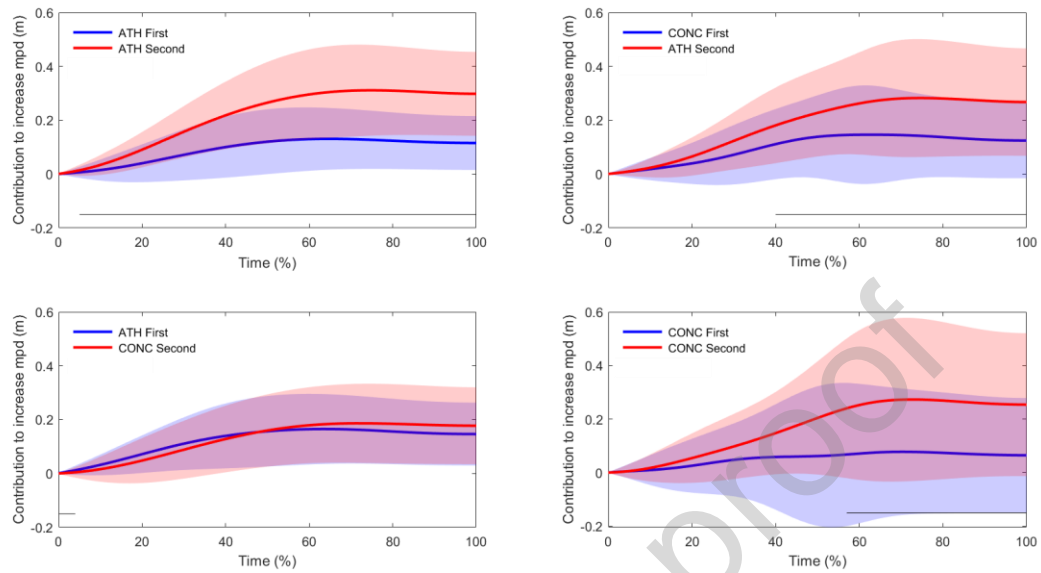 Contribution to increase mpd (m)
0.6
0.4
0.2
0
-0.2
ATH First
ATH Second
0 20 40 60 80 100
Time (%)
Contribution to increase mpd (m)
0.6
0.4
0.2
0
-0.2
CONC First
ATH Second
0 20 40 60 80 100
Time (%)
Contribution to increase mpd (m)
0.6
0.4
0.2
0
-0.2
ATH First
CONC Second
0 20 40 60 80 100
Time (%)
Contribution to increase mpd (m)
0.6
0.4
0.2
0
-0.2
CONC First
CONC Second
0 20 40 60 80 100
Time (%)
proof